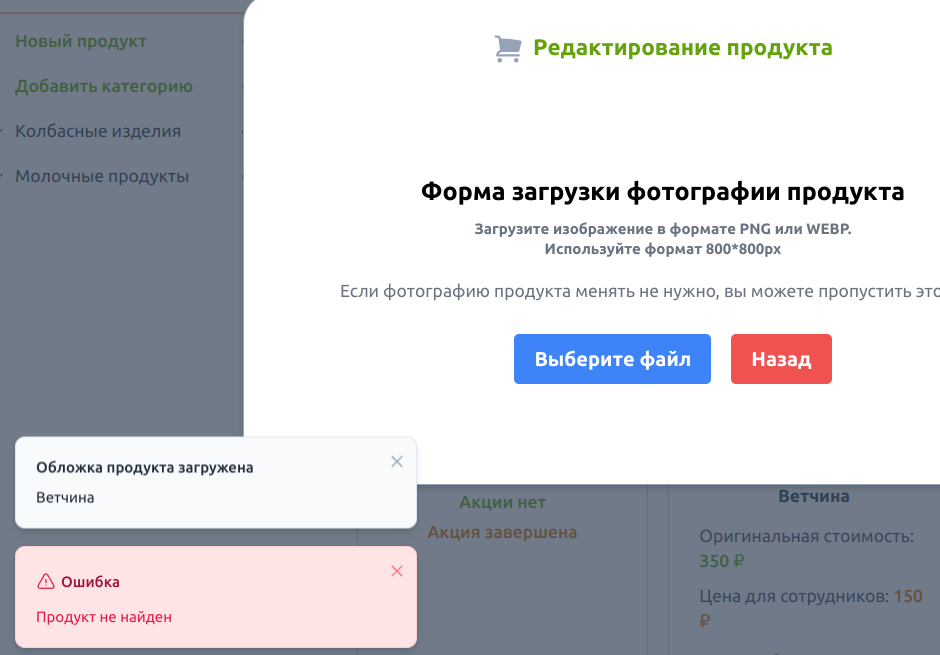 Новый продукт
Добавить категорию
Колбасные изделия
Молочные продукты
Редактирование продукта
Форма загрузки фотографии продукта
Загрузите изображение в формате PNG или WEBP.
Используйте формат 800*800px
Если фотографию продукта менять не нужно, вы можете пропустить это
Выберите файл
Назад
Обложка продукта загружена
Ветчина
Ошибка
Продукт не найден
Акции нет
Акция завершена
Ветчина
Оригинальная стоимость:
350 ₽
Цена для сотрудников: 150
₽